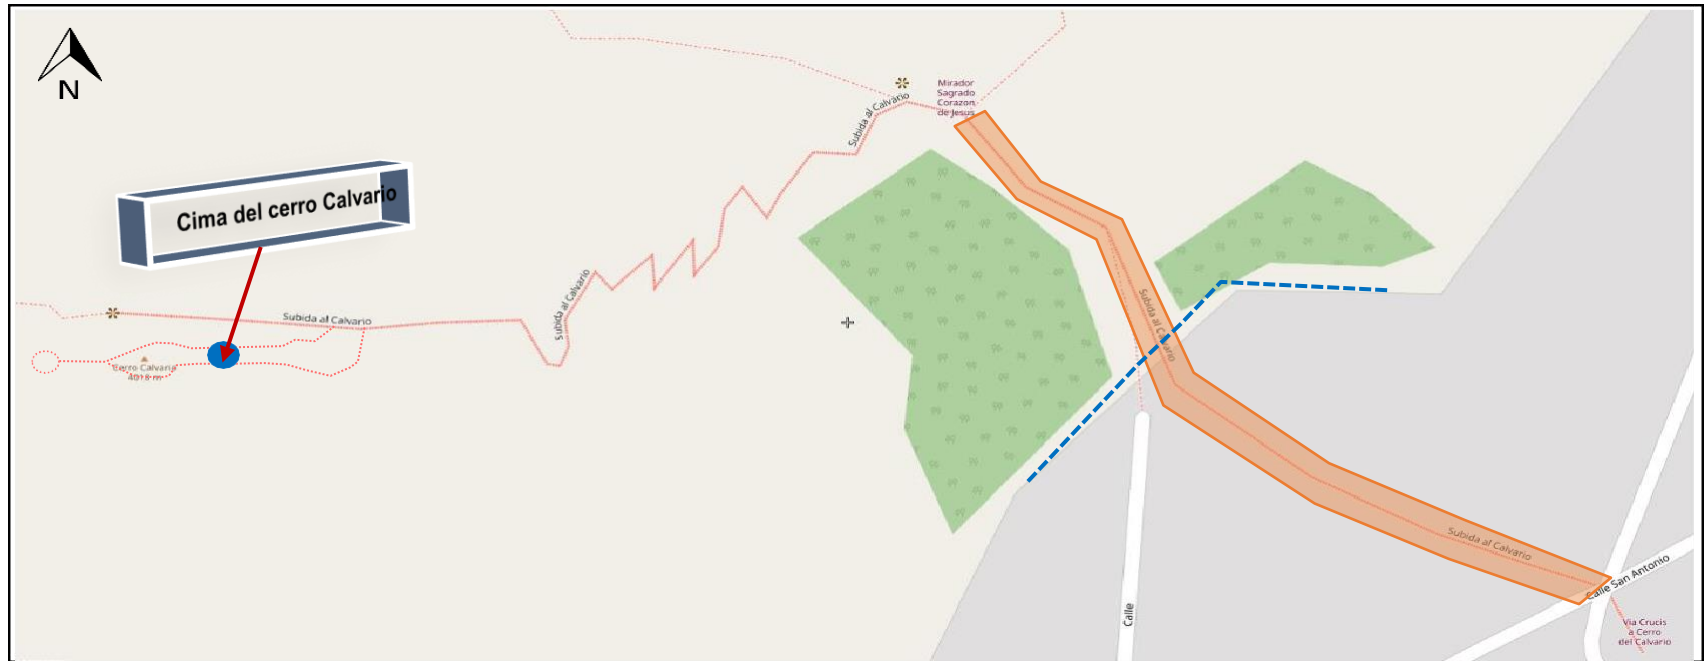 N
Mirador
Sagrado
Corazon
de Jesus
Subida al Calvario
Cima del cerro Calvario
Subida al Calvario
Subida al Calvario
Subida al Calvario
Cerro Calvaria
4018 m
Subida al Calvario
Calle San Antonio
Calle
Via Crucis
a Cerro
del Calvario